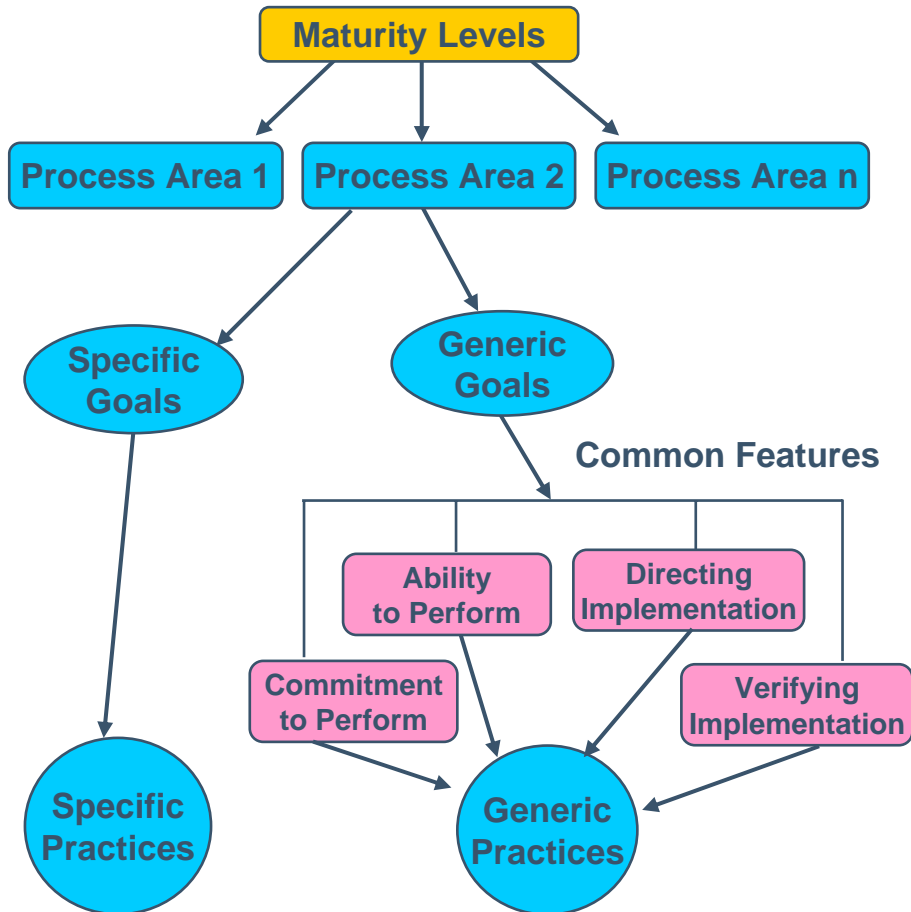 Maturity Levels
Process Area 1
Process Area 2
Process Area n
Specific
Goals
Generic
Goals
Common Features
Ability
to Perform
Directing
Implementation
Commitment
to Perform
Verifying
Implementation
Specific
Practices
Generic
Practices